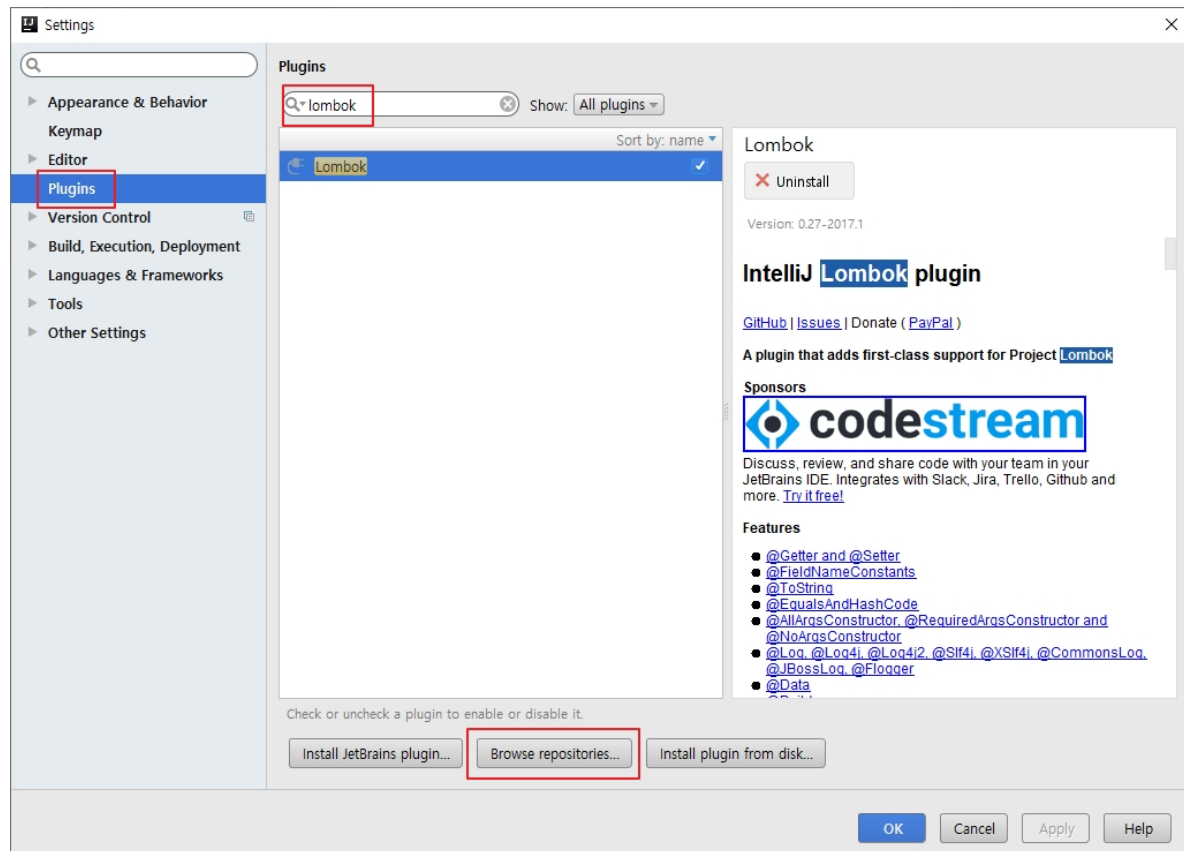 Settings
Appearance & Behavior
Keymap
Editor
Plugins
Version Control
Build, Execution, Deployment
Languages & Frameworks
Tools
Other Settings
Plugins
lombok
Show: All plugins
Sort by: name
Lombok
Lombok
Uninstall
Version: 0.27-2017.1
IntelliJ Lombok plugin
GitHub | Issues | Donate ( PayPal )
A plugin that adds first-class support for Project Lombok
Sponsors
codestream
Discuss, review, and share code with your team in your
JetBrains IDE. Integrates with Slack, Jira, Trello, Github and
more. Try it free!
Features
@Getter and @Setter
@FieldNameConstants
@ToString
@EqualsAndHashCode
@AllArgsConstructor, @RequiredArgsConstructor and
@NoArgsConstructor
@Log, @Log4j, @Log4j2, @Slf4j, @XSlf4j, @CommonsLog,
@JBossLog, @Flogger
@Data
Check or uncheck a plugin to enable or disable it.
Install JetBrains plugin... Browse repositories... Install plugin from disk...
OK Cancel Apply Help